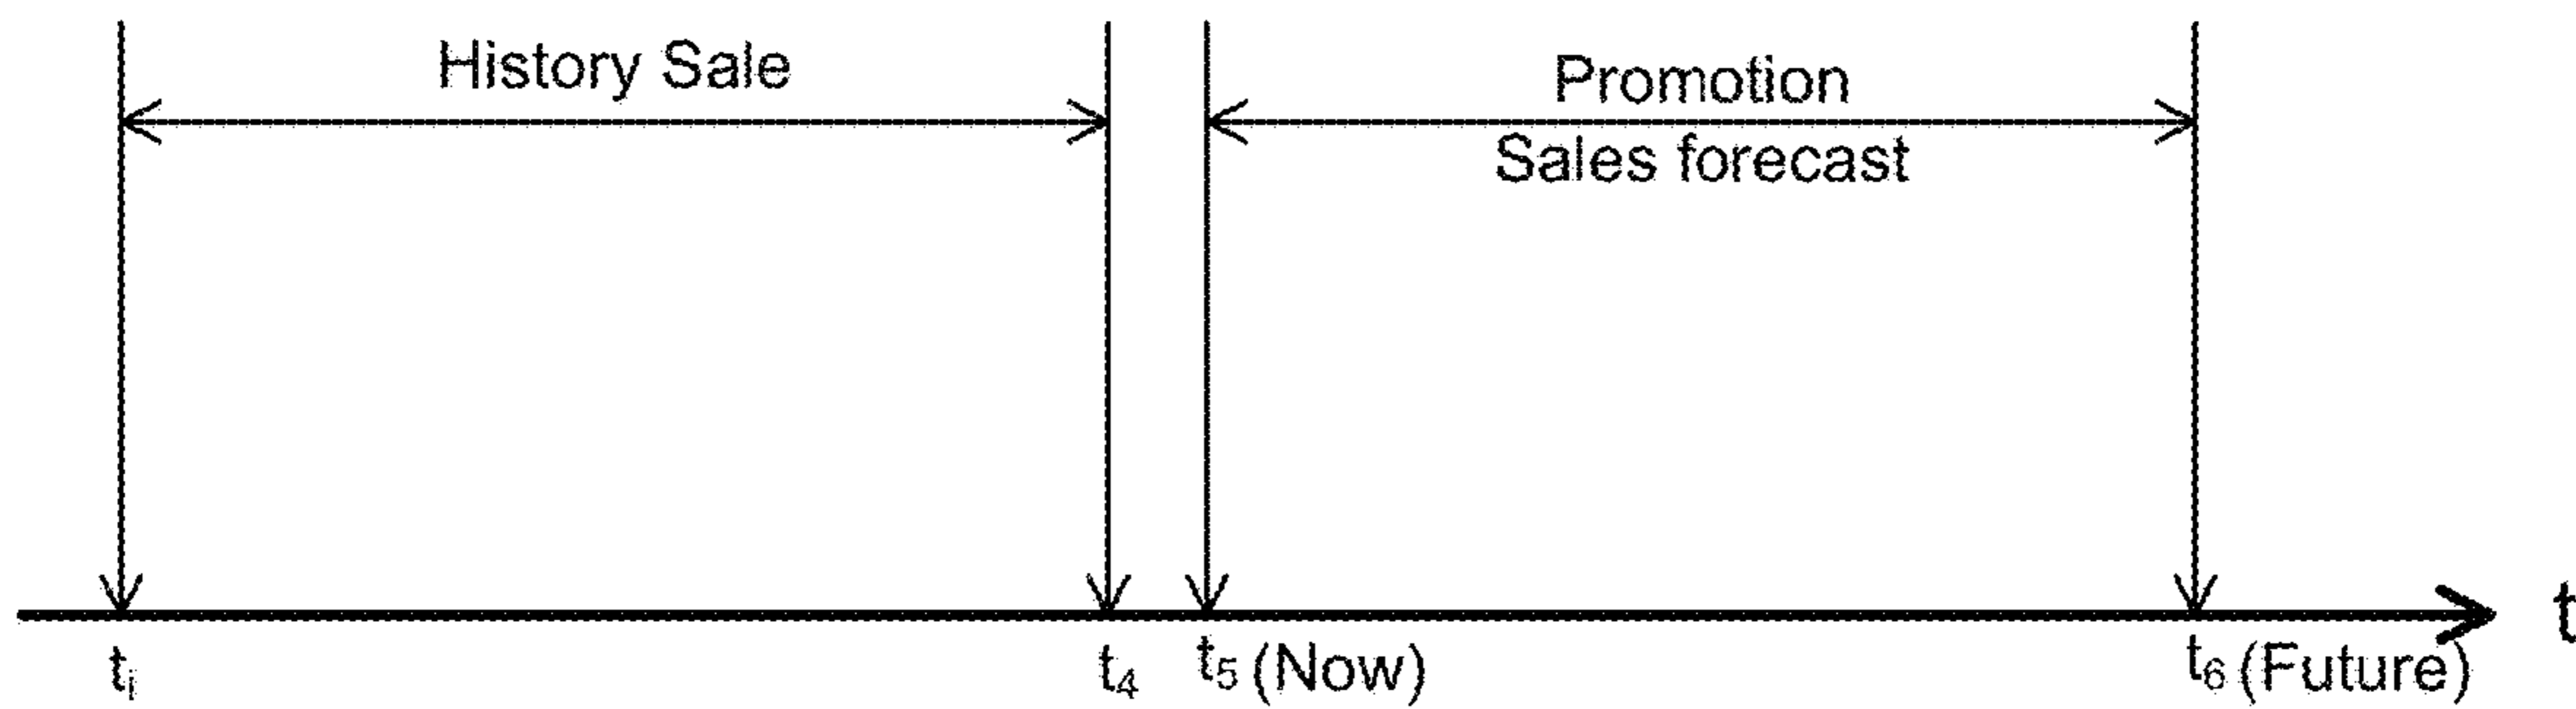 History Sale
Promotion
Sales forecast
t
tᵢ
t₄
t₅ (Now)
t₆ (Future)